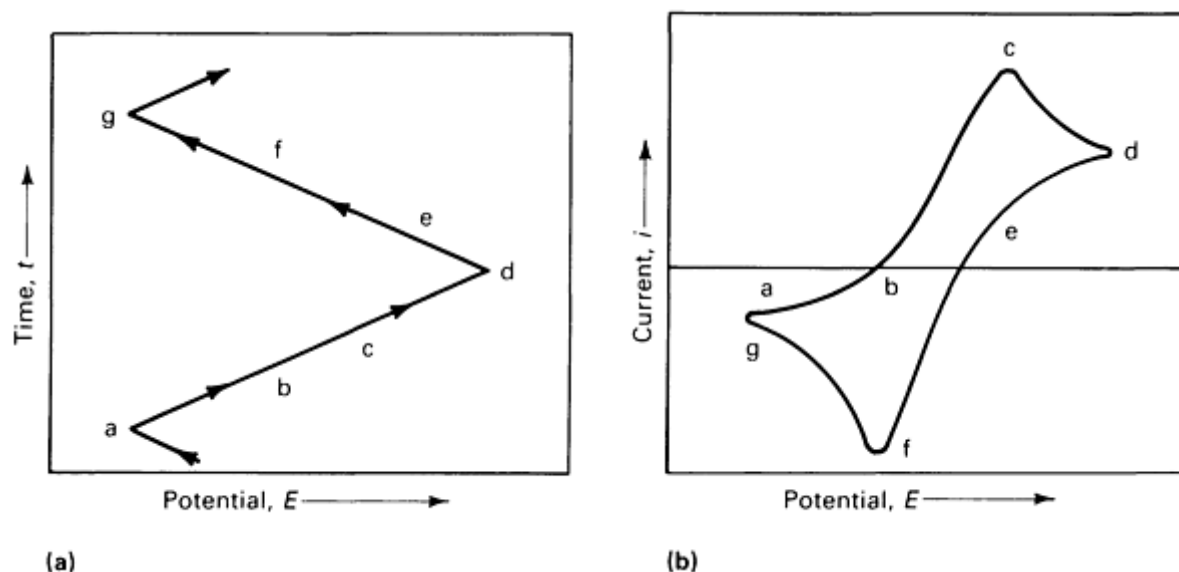 g
f
e
d
c
b
a
Time, t
Potential, E
(a)
c
d
e
a
b
g
f
Current, i
Potential, E
(b)